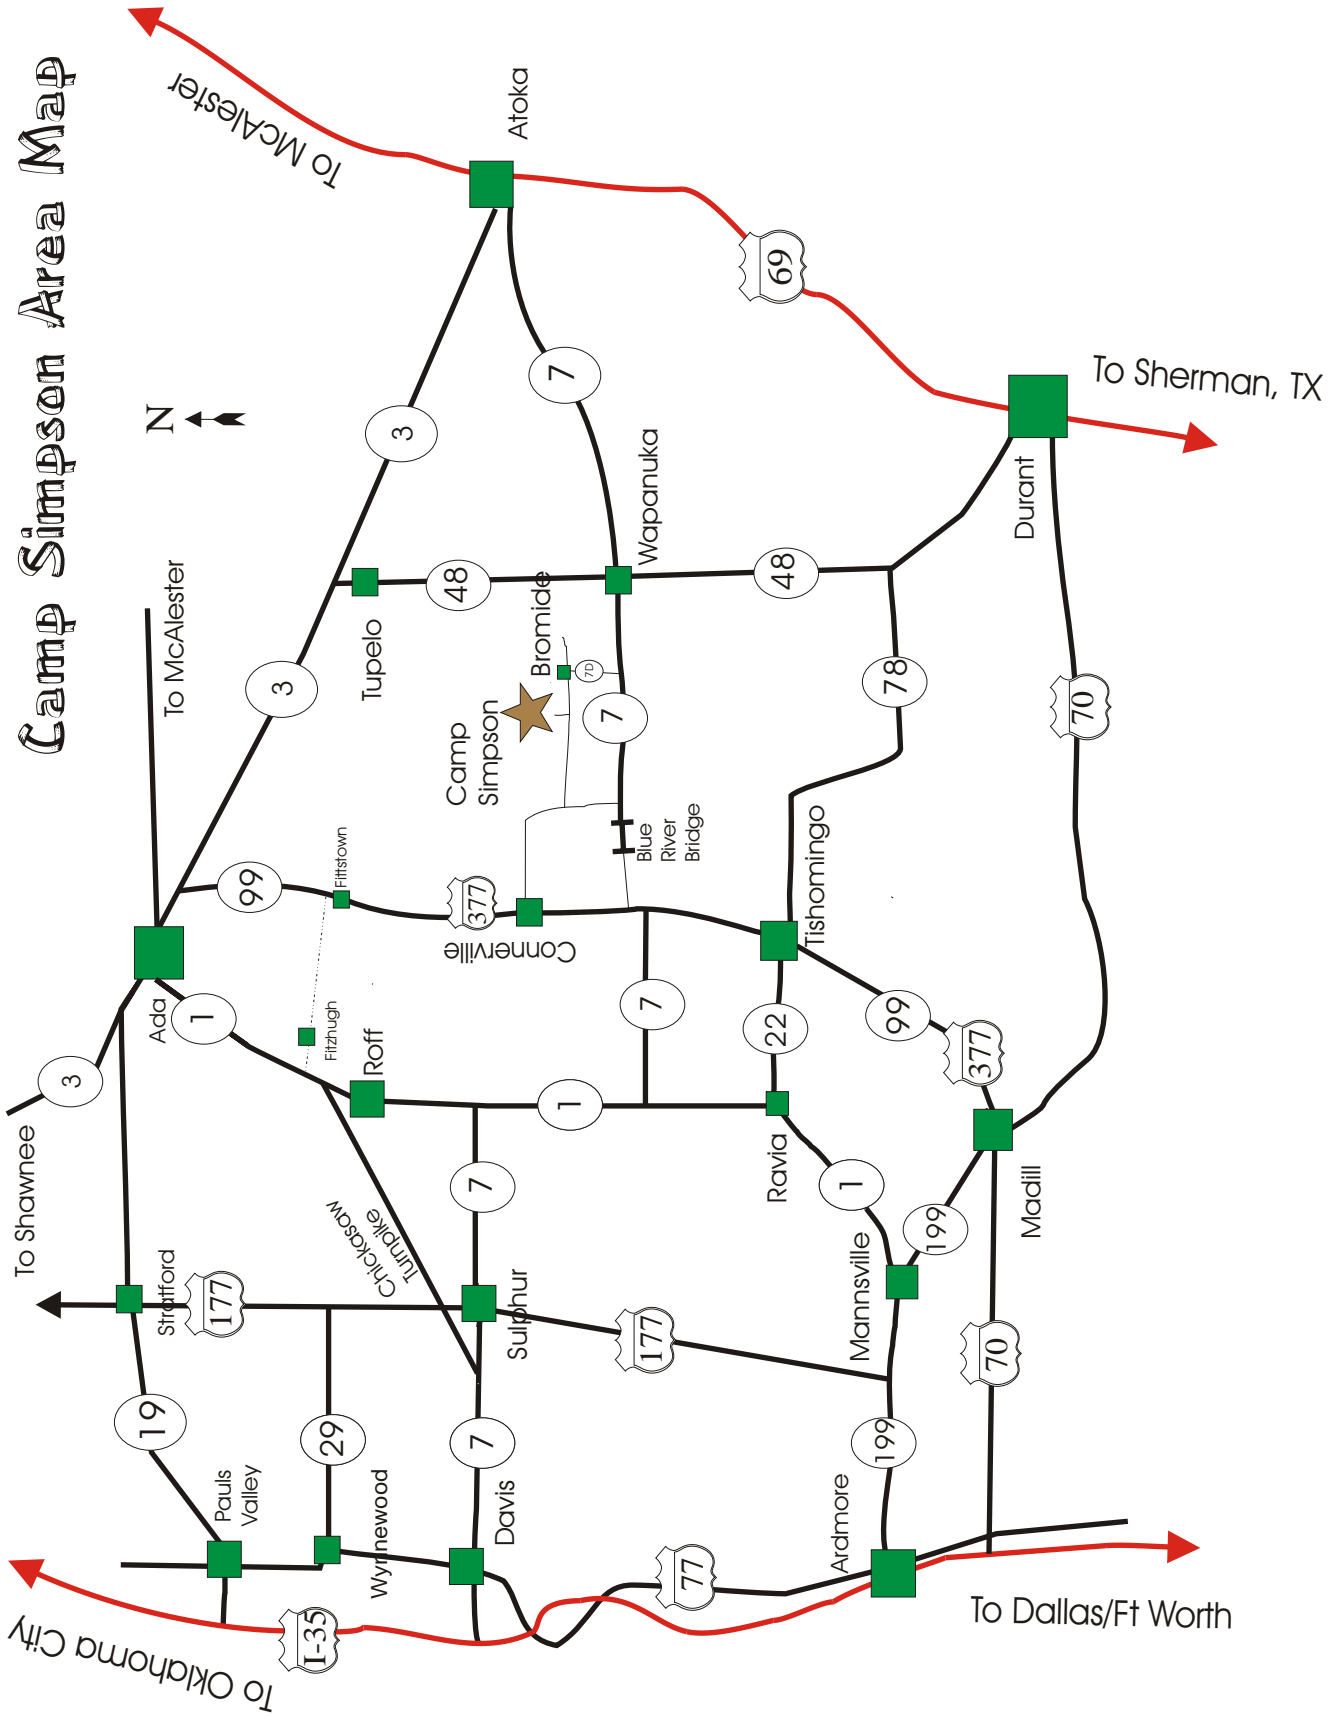 Camp Simpson Area Map
N
To McAlester
To McAlester
Atoka
3
7
69
3
Tupelo
48
Wapanuka
48
Bromide
7D
Camp
Simpson
7
Blue
River
Bridge
78
Durant
To Sherman, TX
70
Ada
99
Fittstown
377
Connerville
Tishomingo
3
To Shawnee
1
Fitzhugh
Roff
7
22
99
377
1
Ravia
Madill
Chickasaw
Turnpike
7
1
199
Mannsville
Stratford
177
Sulphur
177
70
19
29
7
199
Pauls
Valley
Wynnewood
Davis
Ardmore
77
I-35
To Oklahoma City
To Dallas/Ft Worth